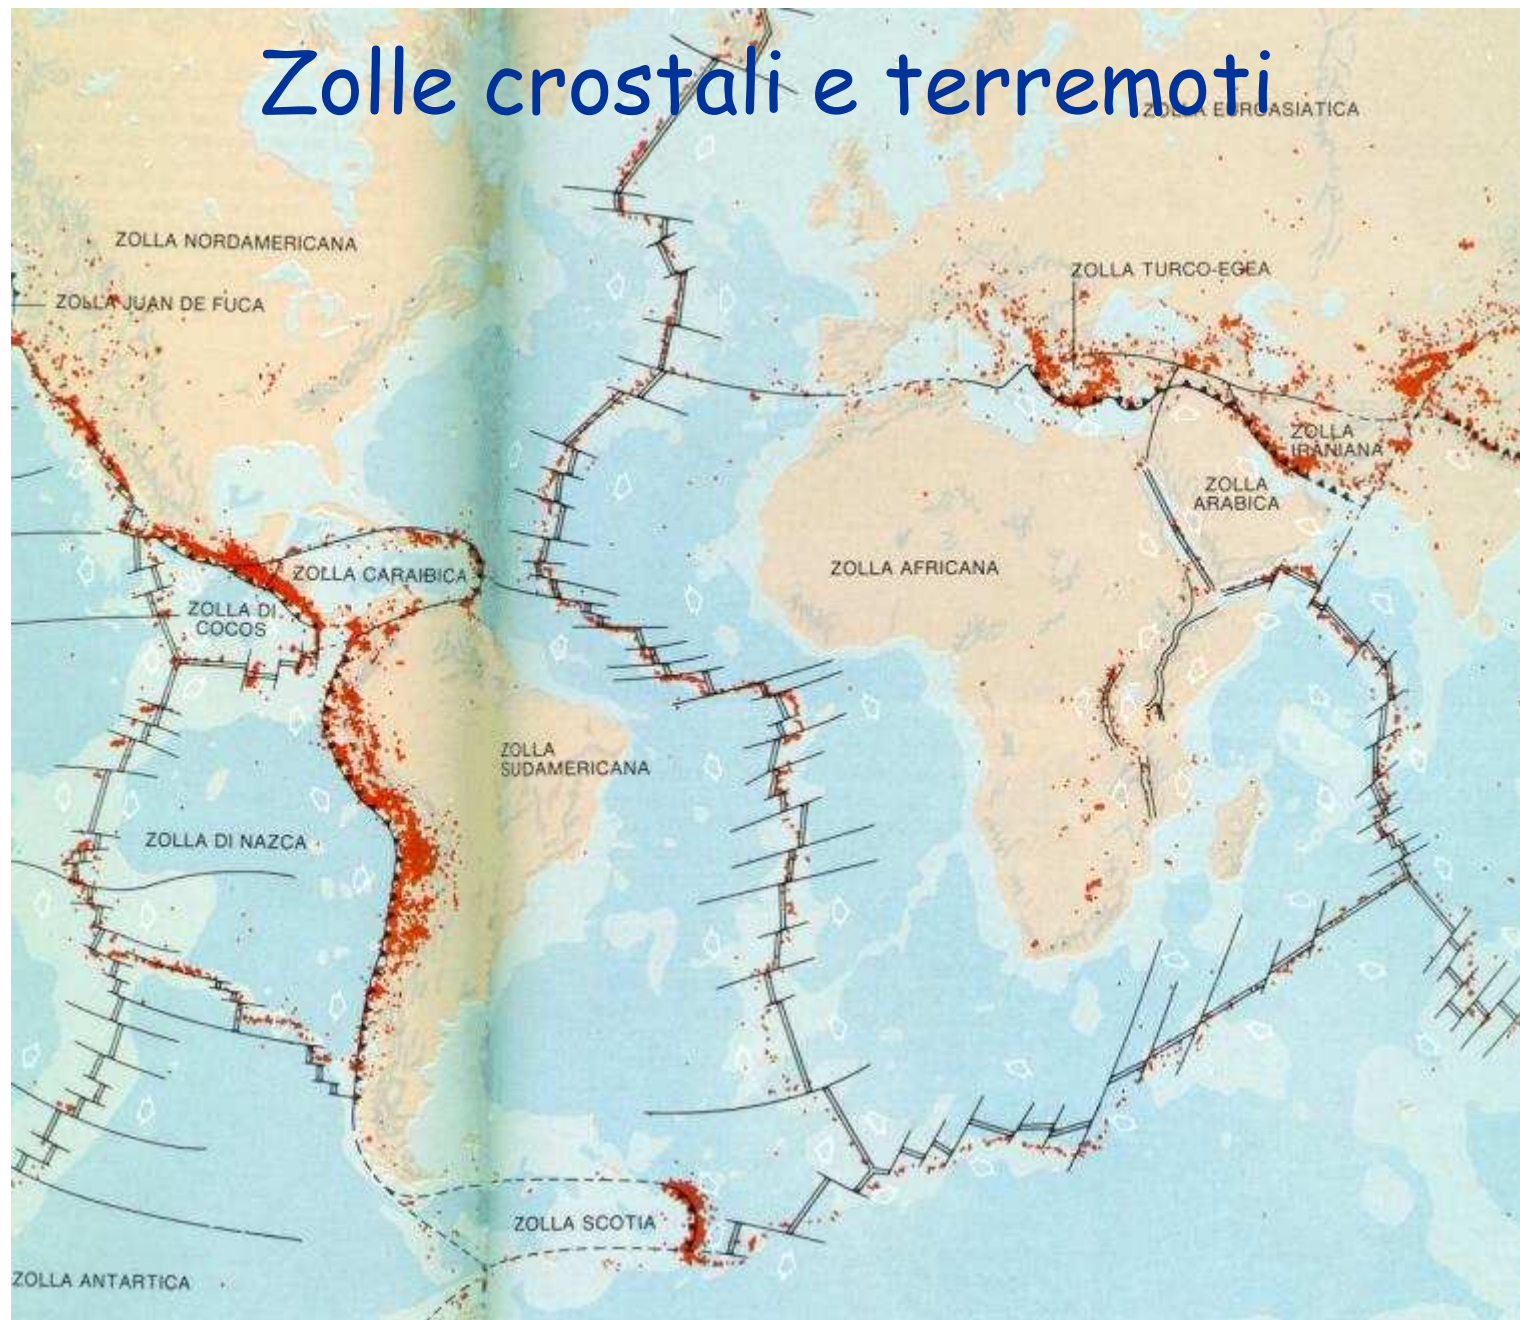 Zolle crostali e terremoti
ZOLLA EUROASIATICA
ZOLLA NORDAMERICANA
ZOLLA TURCO-EGEA
ZOLLA JUAN DE FUCA
ZOLLA
IRANIANA
ZOLLA
ARABICA
ZOLLA CARAIBICA
ZOLLA AFRICANA
ZOLLA DI
COCOS
ZOLLA
SUDAMERICANA
ZOLLA DI NAZCA
ZOLLA SCOTIA
ZOLLA ANTARTICA